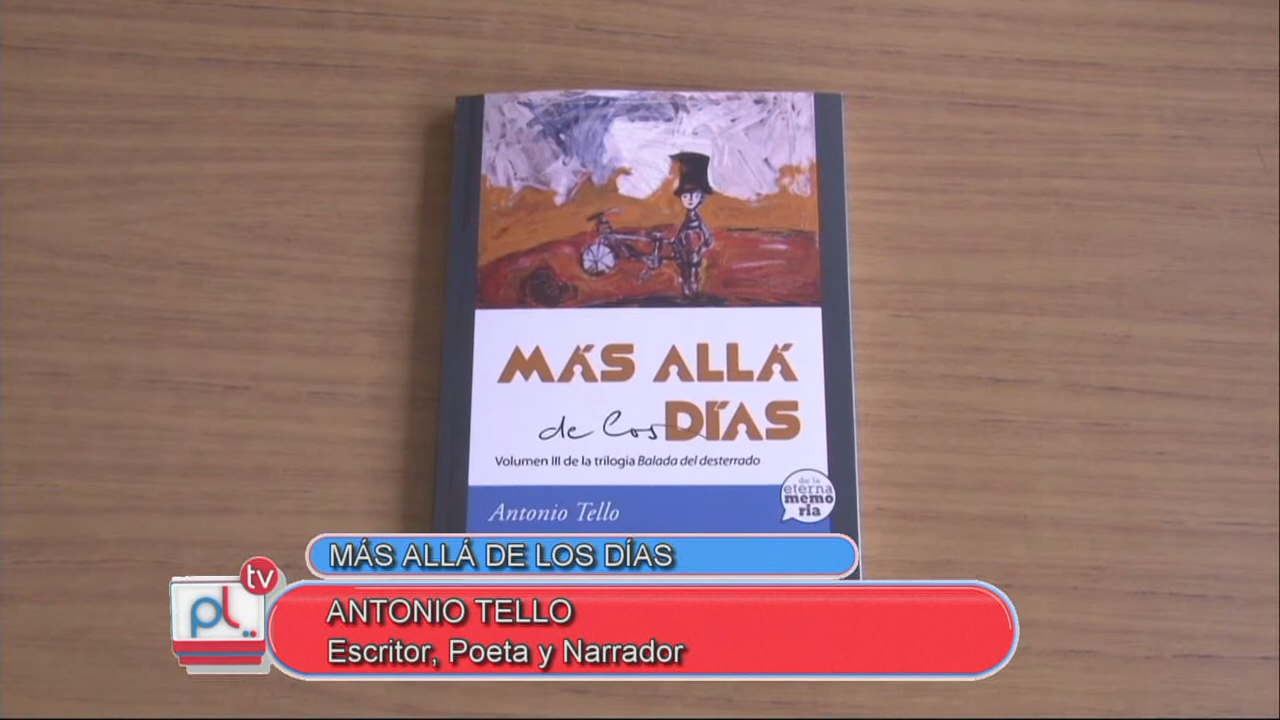 MÁS ALLÁ
de los DÍAS
Volumen III de la trilogía Balada del desterrado
de la
eterna
memo
ria
Antonio Tello
MÁS ALLÁ DE LOS DÍAS
tv
pl..
ANTONIO TELLO
Escritor, Poeta y Narrador